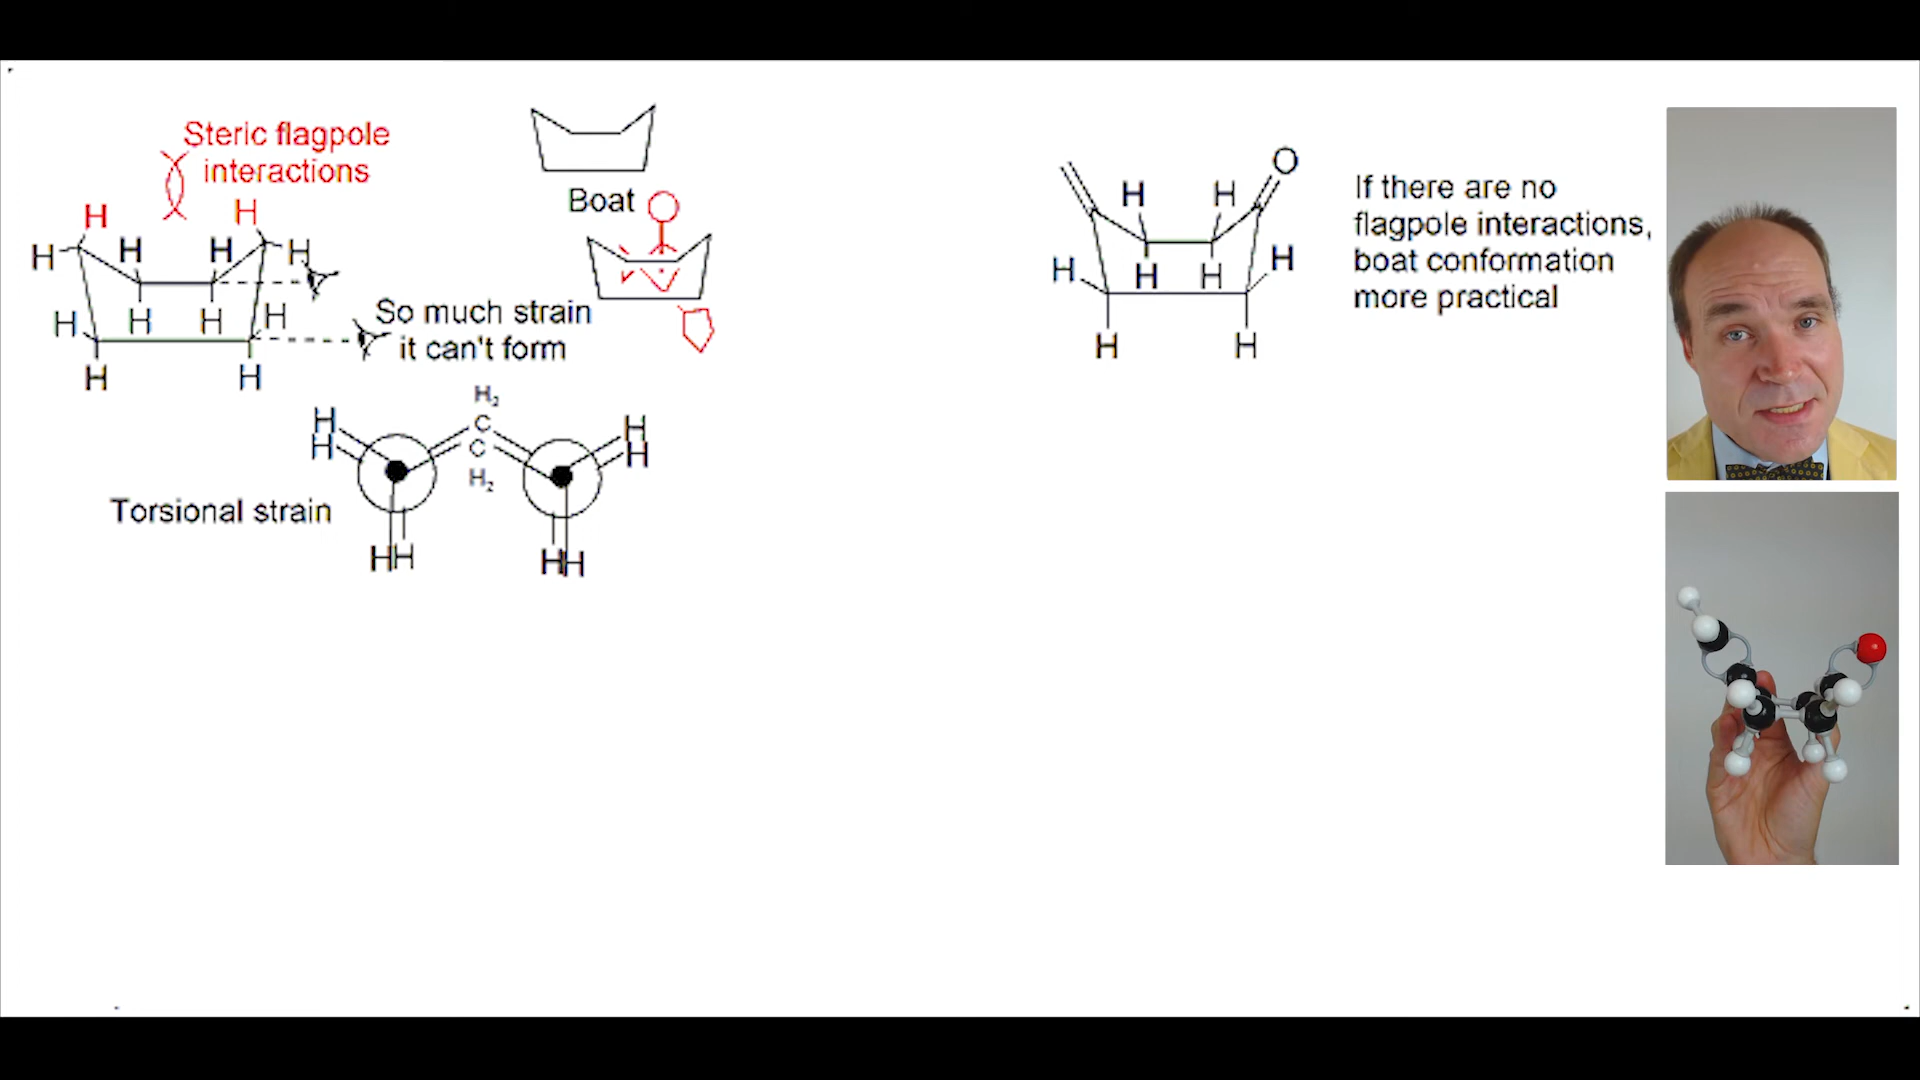 Steric flagpole
interactions
H H
H H H H
H H H H
H H
Boat
So much strain
it can't form
H₂
C
C
H₂
H H
H H
HH HH
Torsional strain
O
H H
H H H H
H H
If there are no
flagpole interactions,
boat conformation
more practical